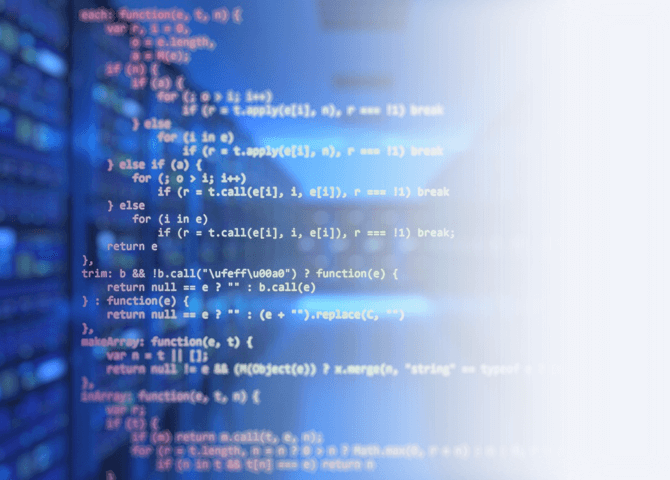 each: function(e, t, n) {
var r, i = 0,
o = e.length,
a = M(e);
if (n) {
if (a) {
for (; o > i; i++)
if (r = t.apply(e[i], n), r === !1) break
} else
for (i in e)
if (r = t.apply(e[i], n), r === !1) break
} else if (a) {
for (; o > i; i++)
if (r = t.call(e[i], i, e[i]), r === !1) break
} else
for (i in e)
if (r = t.call(e[i], i, e[i]), r === !1) break;
return e
},
trim: b && !b.call("\ufeff\u00a0") ? function(e) {
return null == e ? "" : b.call(e)
} : function(e) {
return null == e ? "" : (e + "").replace(C, "")
},
makeArray: function(e, t) {
var n = t || [];
return null != e && (M(Object(e)) ? x.merge(n, "string" == typeof e ?
},
inArray: function(e, t, n) {
var r;
if (t) {
if (m) return m.call(t, e, n);
for (r = t.length, n = n ? 0 > n ? Math.max(0, r + n) : n : 0;
if (n in t && t[n] === e) return n
}